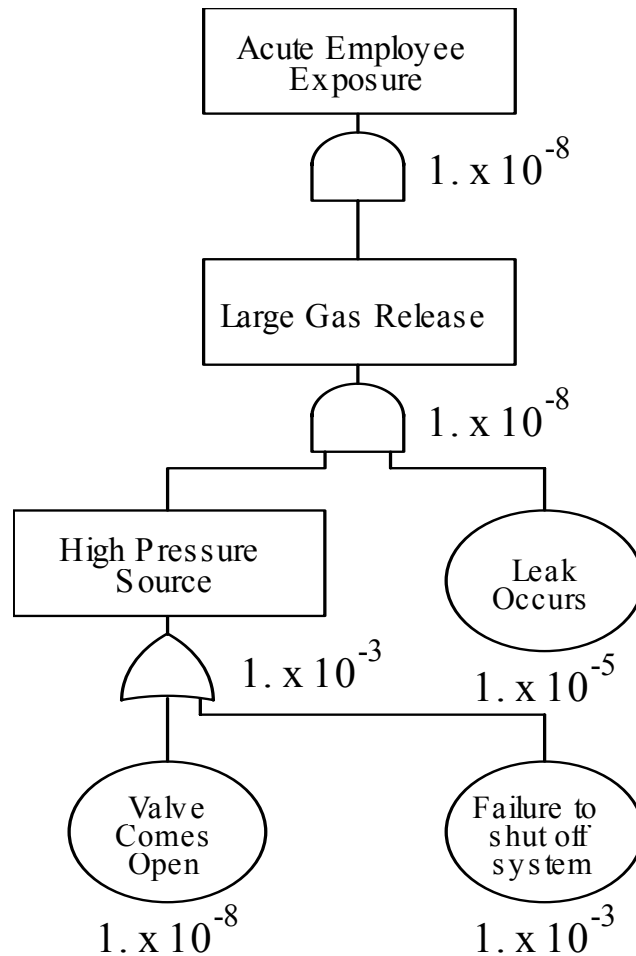 Acute Employee
Exposure
1. x 10⁻⁸
Large Gas Release
1. x 10⁻⁸
High Pressure
Source
Leak
Occurs
1. x 10⁻³
1. x 10⁻⁵
Valve
Comes
Open
Failure to
shut off
system
1. x 10⁻⁸
1. x 10⁻³